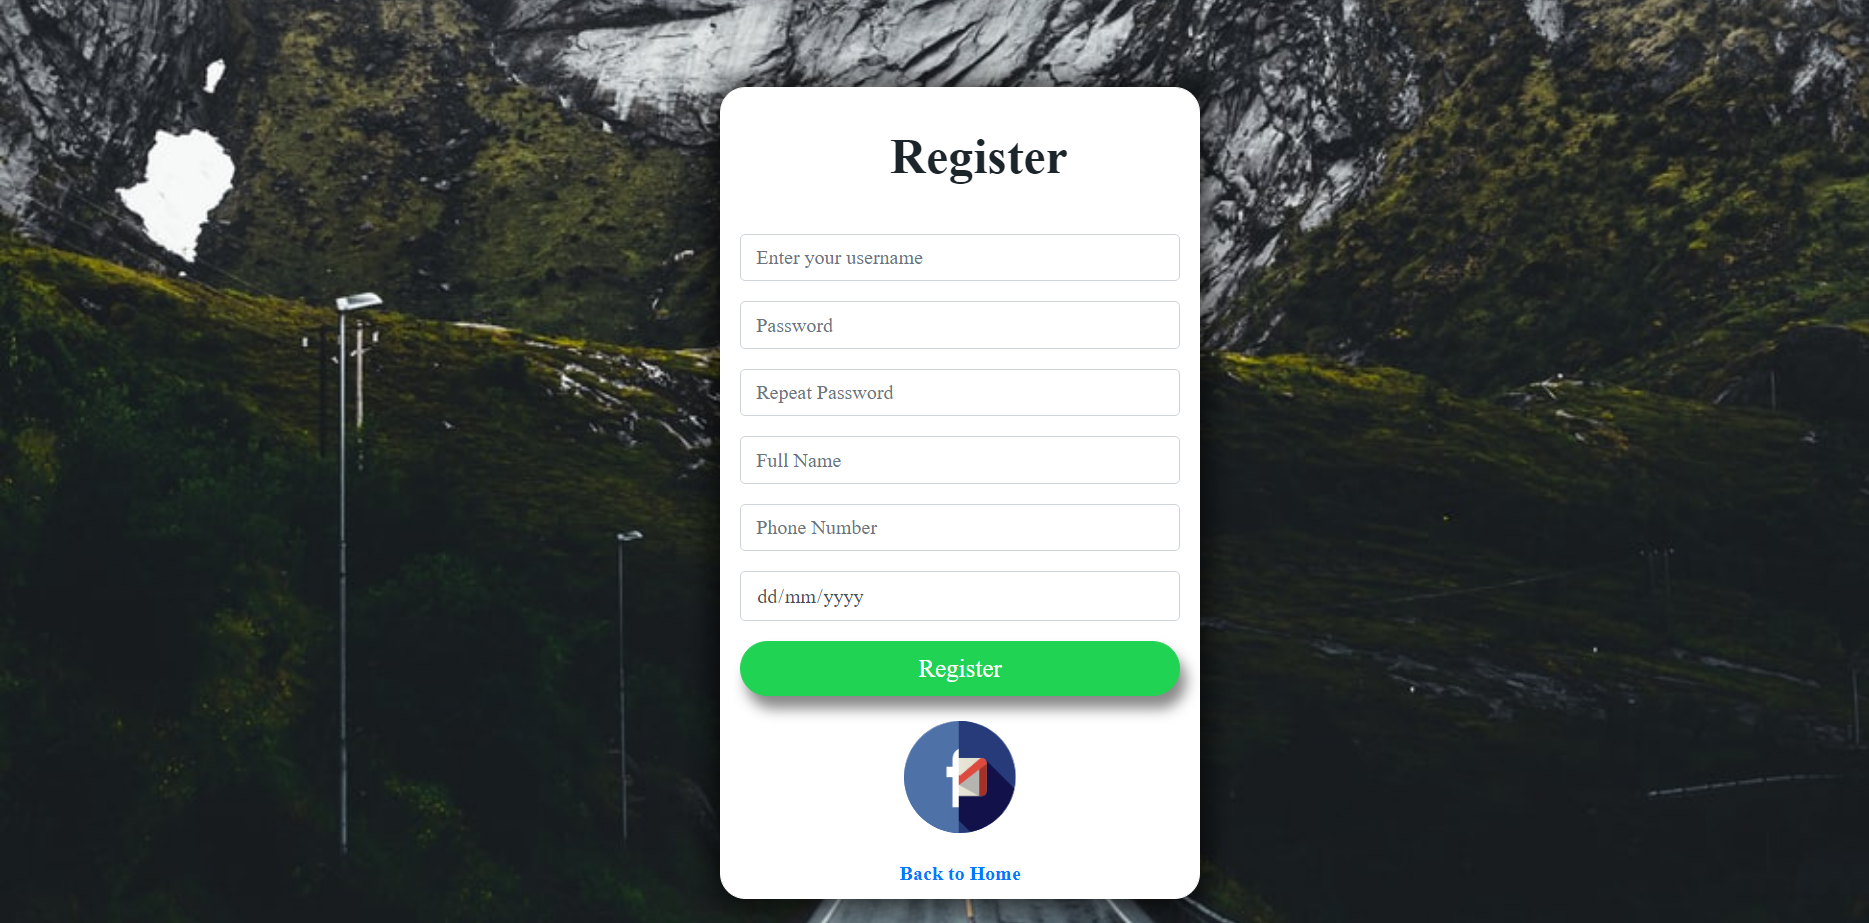 Register
Enter your username
Password
Repeat Password
Full Name
Phone Number
dd/mm/yyyy
Register
f
Back to Home